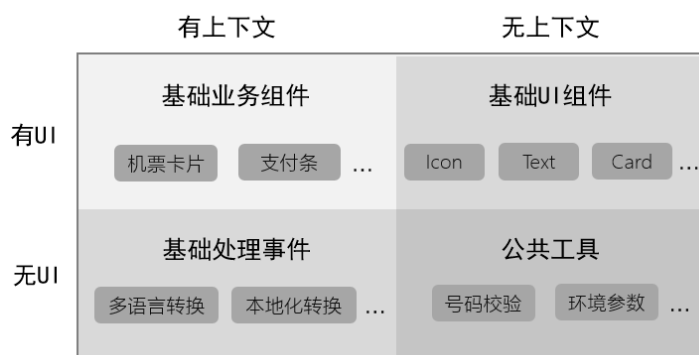 有上下文 无上下文
基础业务组件 基础UI组件
有UI
机票卡片 支付条 ... Icon Text Card ...
基础处理事件 公共工具
无UI
多语言转换 本地化转换 ... 号码校验 环境参数 ...